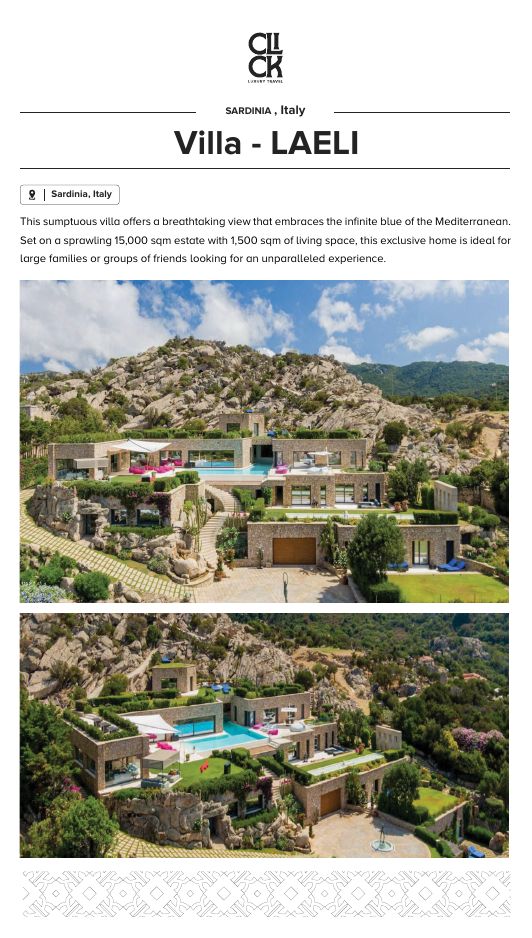 CLI
CK
LUXURY TRAVEL
SARDINIA , Italy
Villa - LAELI
Sardinia, Italy
This sumptuous villa offers a breathtaking view that embraces the infinite blue of the Mediterranean.
Set on a sprawling 15,000 sqm estate with 1,500 sqm of living space, this exclusive home is ideal for
large families or groups of friends looking for an unparalleled experience.